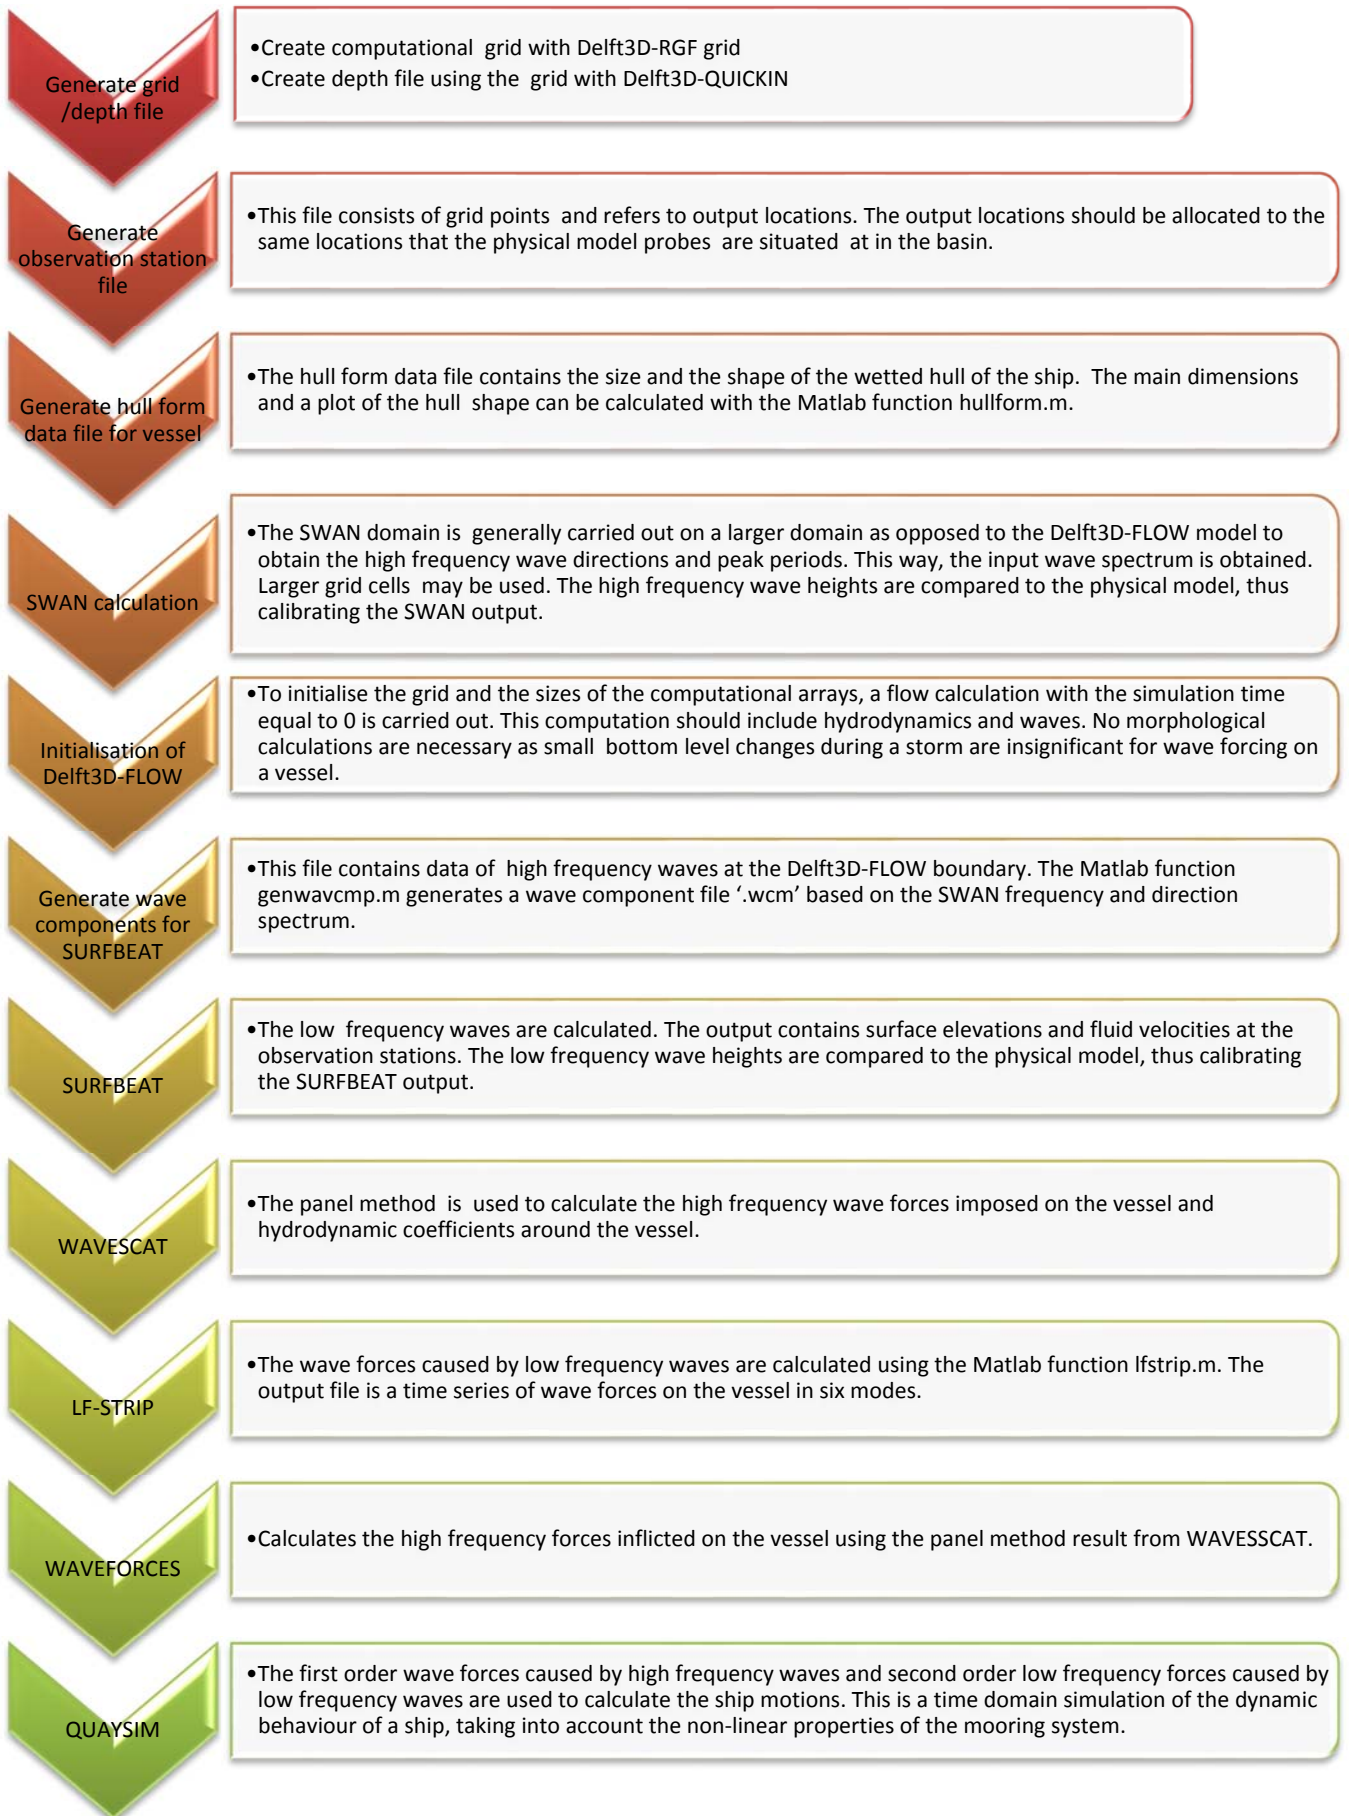 Generate grid
/depth file
•Create computational grid with Delft3D-RGF grid
•Create depth file using the grid with Delft3D-QUICKIN
Generate
observation station
file
•This file consists of grid points and refers to output locations. The output locations should be allocated to the
same locations that the physical model probes are situated at in the basin.
Generate hull form
data file for vessel
•The hull form data file contains the size and the shape of the wetted hull of the ship. The main dimensions
and a plot of the hull shape can be calculated with the Matlab function hullform.m.
SWAN calculation
•The SWAN domain is generally carried out on a larger domain as opposed to the Delft3D-FLOW model to
obtain the high frequency wave directions and peak periods. This way, the input wave spectrum is obtained.
Larger grid cells may be used. The high frequency wave heights are compared to the physical model, thus
calibrating the SWAN output.
Initialisation of
Delft3D-FLOW
•To initialise the grid and the sizes of the computational arrays, a flow calculation with the simulation time
equal to 0 is carried out. This computation should include hydrodynamics and waves. No morphological
calculations are necessary as small bottom level changes during a storm are insignificant for wave forcing on
a vessel.
Generate wave
components for
SURFBEAT
•This file contains data of high frequency waves at the Delft3D-FLOW boundary. The Matlab function
genwavcmp.m generates a wave component file ‘.wcm’ based on the SWAN frequency and direction
spectrum.
SURFBEAT
•The low frequency waves are calculated. The output contains surface elevations and fluid velocities at the
observation stations. The low frequency wave heights are compared to the physical model, thus calibrating
the SURFBEAT output.
WAVESCAT
•The panel method is used to calculate the high frequency wave forces imposed on the vessel and
hydrodynamic coefficients around the vessel.
LF-STRIP
•The wave forces caused by low frequency waves are calculated using the Matlab function lfstrip.m. The
output file is a time series of wave forces on the vessel in six modes.
WAVEFORCES
•Calculates the high frequency forces inflicted on the vessel using the panel method result from WAVESSCAT.
QUAYSIM
•The first order wave forces caused by high frequency waves and second order low frequency forces caused by
low frequency waves are used to calculate the ship motions. This is a time domain simulation of the dynamic
behaviour of a ship, taking into account the non-linear properties of the mooring system.